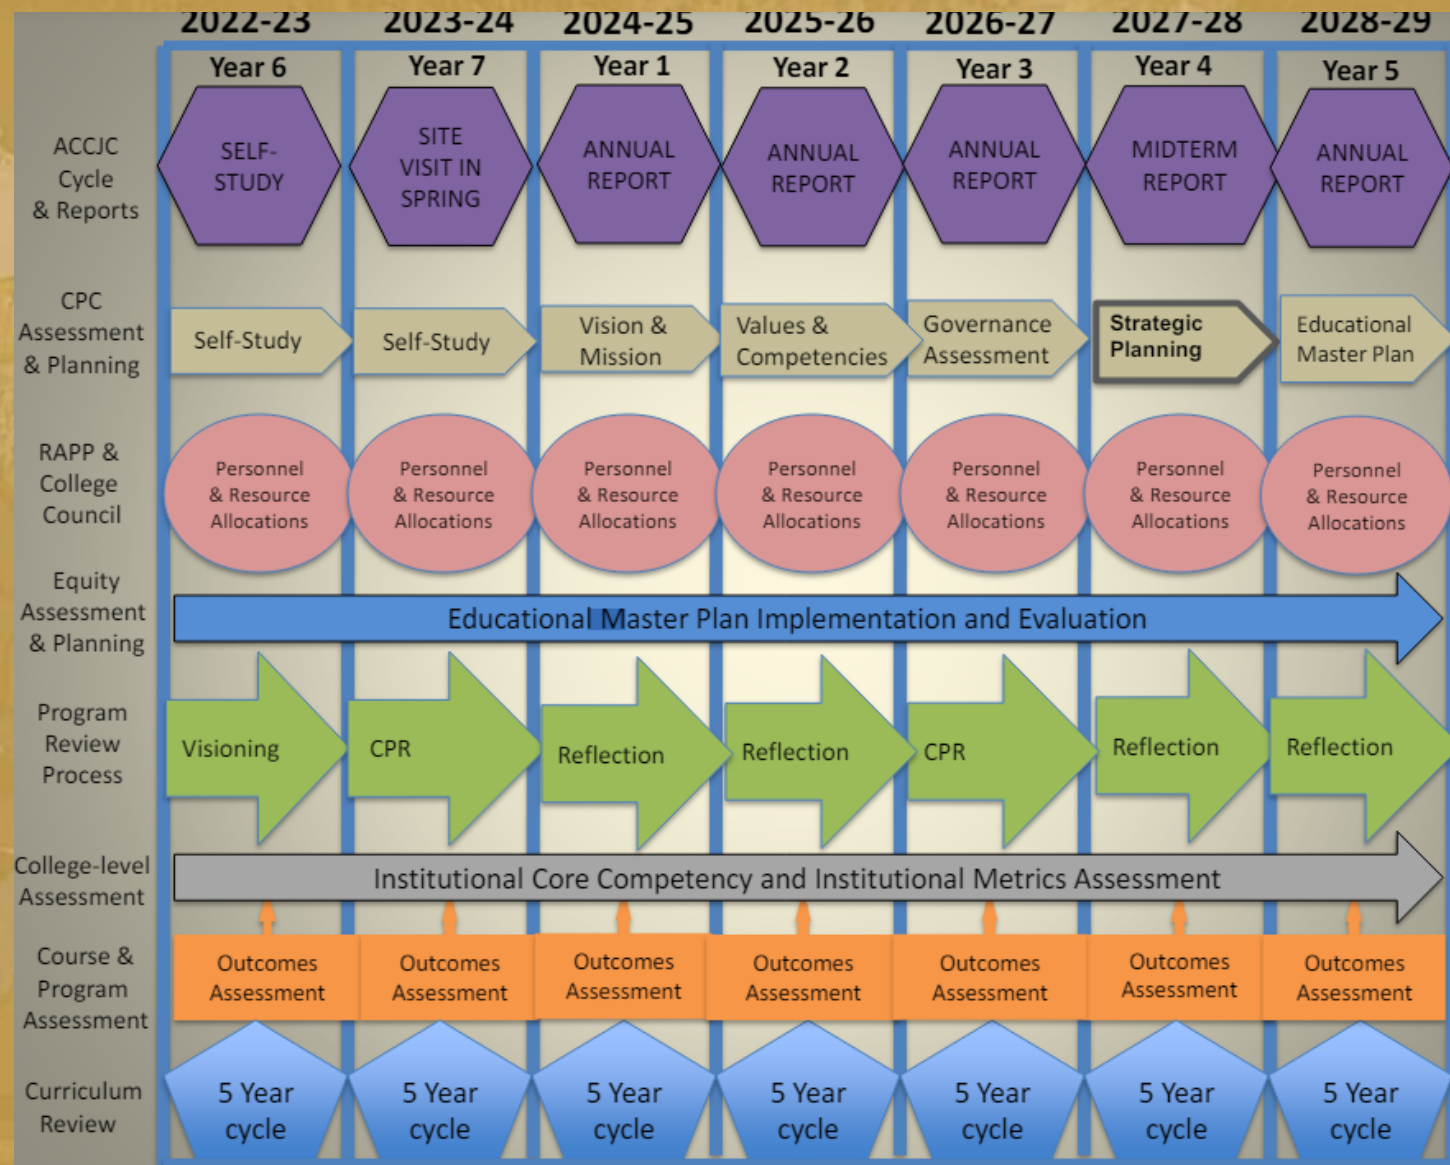 2022-23 2023-24 2024-25 2025-26 2026-27 2027-28 2028-29
Year 6 Year 7 Year 1 Year 2 Year 3 Year 4 Year 5
ACCJC
Cycle
& Reports
SELF-
STUDY
SITE
VISIT IN
SPRING
ANNUAL
REPORT
ANNUAL
REPORT
ANNUAL
REPORT
MIDTERM
REPORT
ANNUAL
REPORT
CPC
Assessment
& Planning
Self-Study
Self-Study
Vision &
Mission
Values &
Competencies
Governance
Assessment
Strategic
Planning
Educational
Master Plan
RAPP &
College
Council
Personnel
& Resource
Allocations
Personnel
& Resource
Allocations
Personnel
& Resource
Allocations
Personnel
& Resource
Allocations
Personnel
& Resource
Allocations
Personnel
& Resource
Allocations
Personnel
& Resource
Allocations
Equity
Assessment
& Planning
Educational Master Plan Implementation and Evaluation
Program
Review
Process
Visioning
CPR
Reflection
Reflection
CPR
Reflection
Reflection
College-level
Assessment
Institutional Core Competency and Institutional Metrics Assessment
Course &
Program
Assessment
Outcomes
Assessment
Outcomes
Assessment
Outcomes
Assessment
Outcomes
Assessment
Outcomes
Assessment
Outcomes
Assessment
Outcomes
Assessment
Curriculum
Review
5 Year
cycle
5 Year
cycle
5 Year
cycle
5 Year
cycle
5 Year
cycle
5 Year
cycle
5 Year
cycle